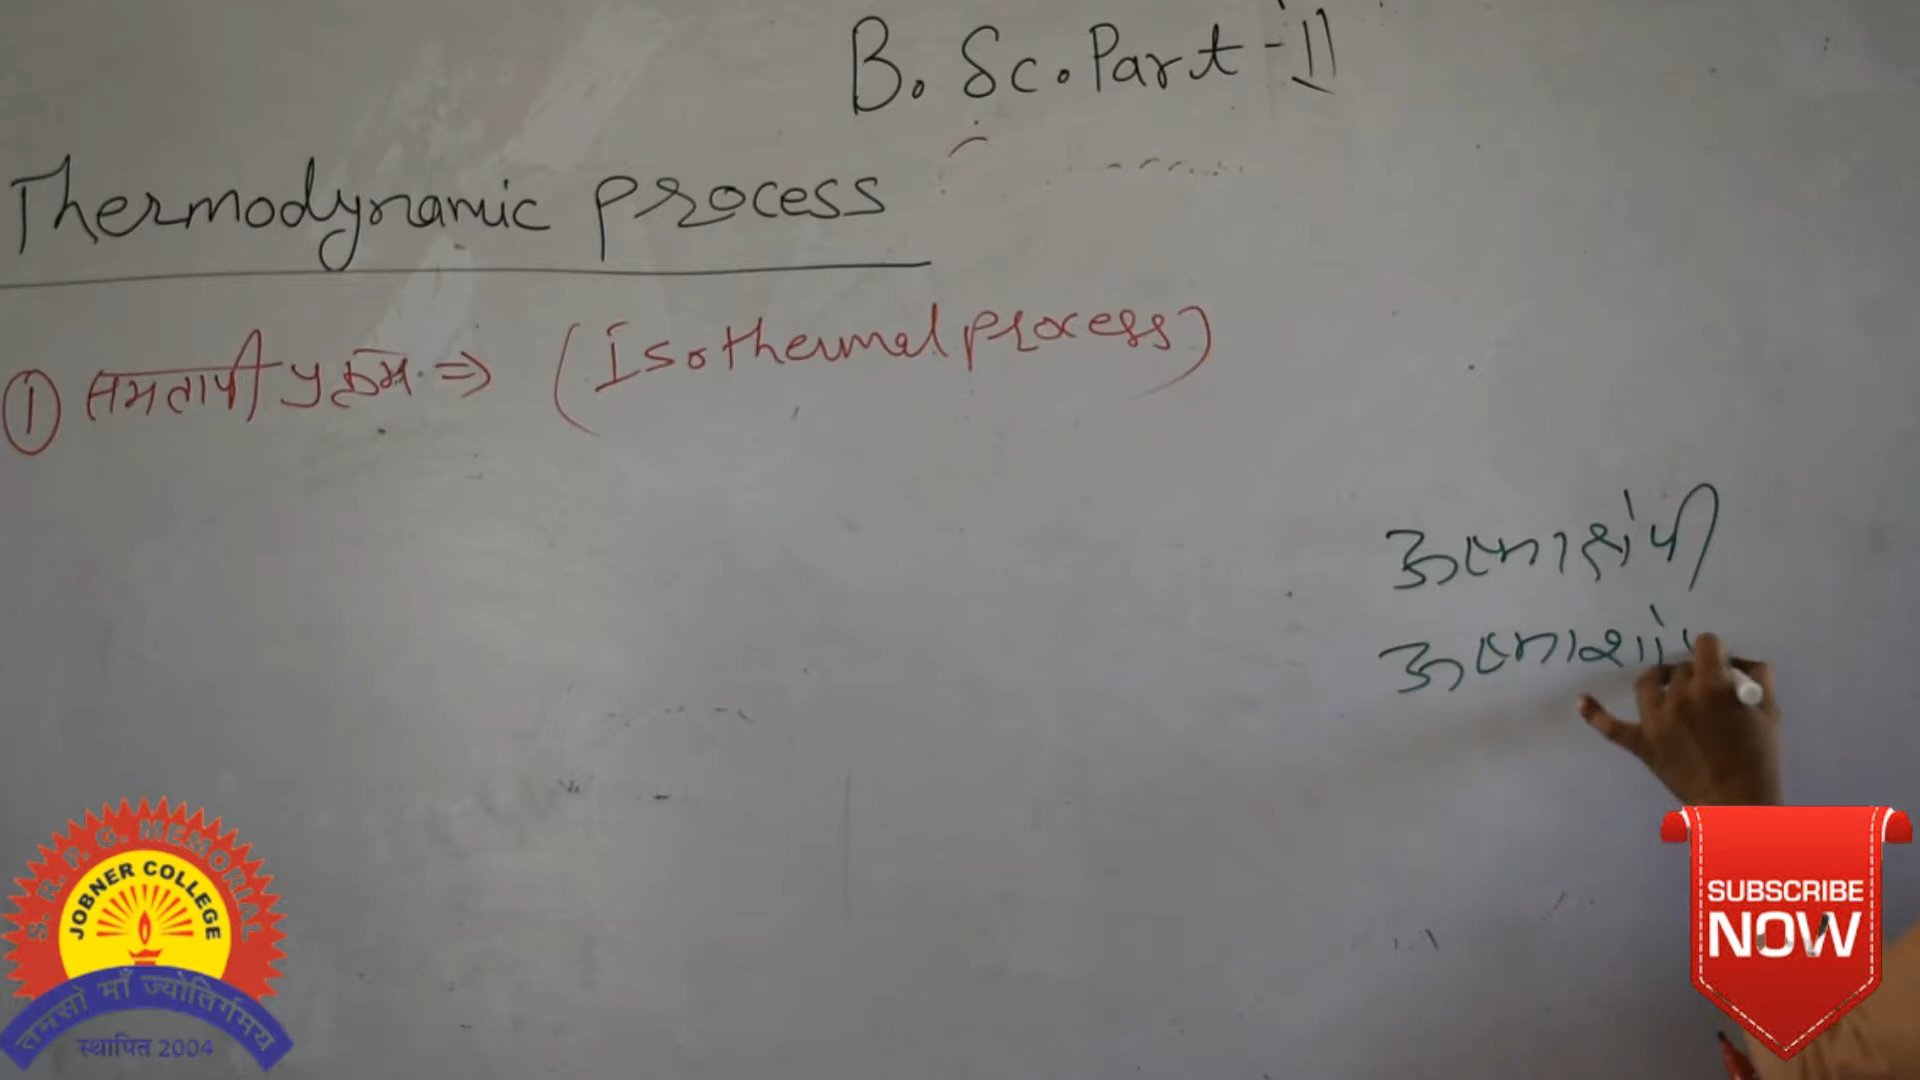 B. Sc. Part-II
Thermodynamic process
① समतापी प्रक्रम ⇒ (Isothermal process)
ऊष्माक्षेपी
S. R. P. G. MEMORIAL
JOBNER COLLEGE
तमसो माँ ज्योतिर्गमय
स्थापित 2004
SUBSCRIBE
NOW